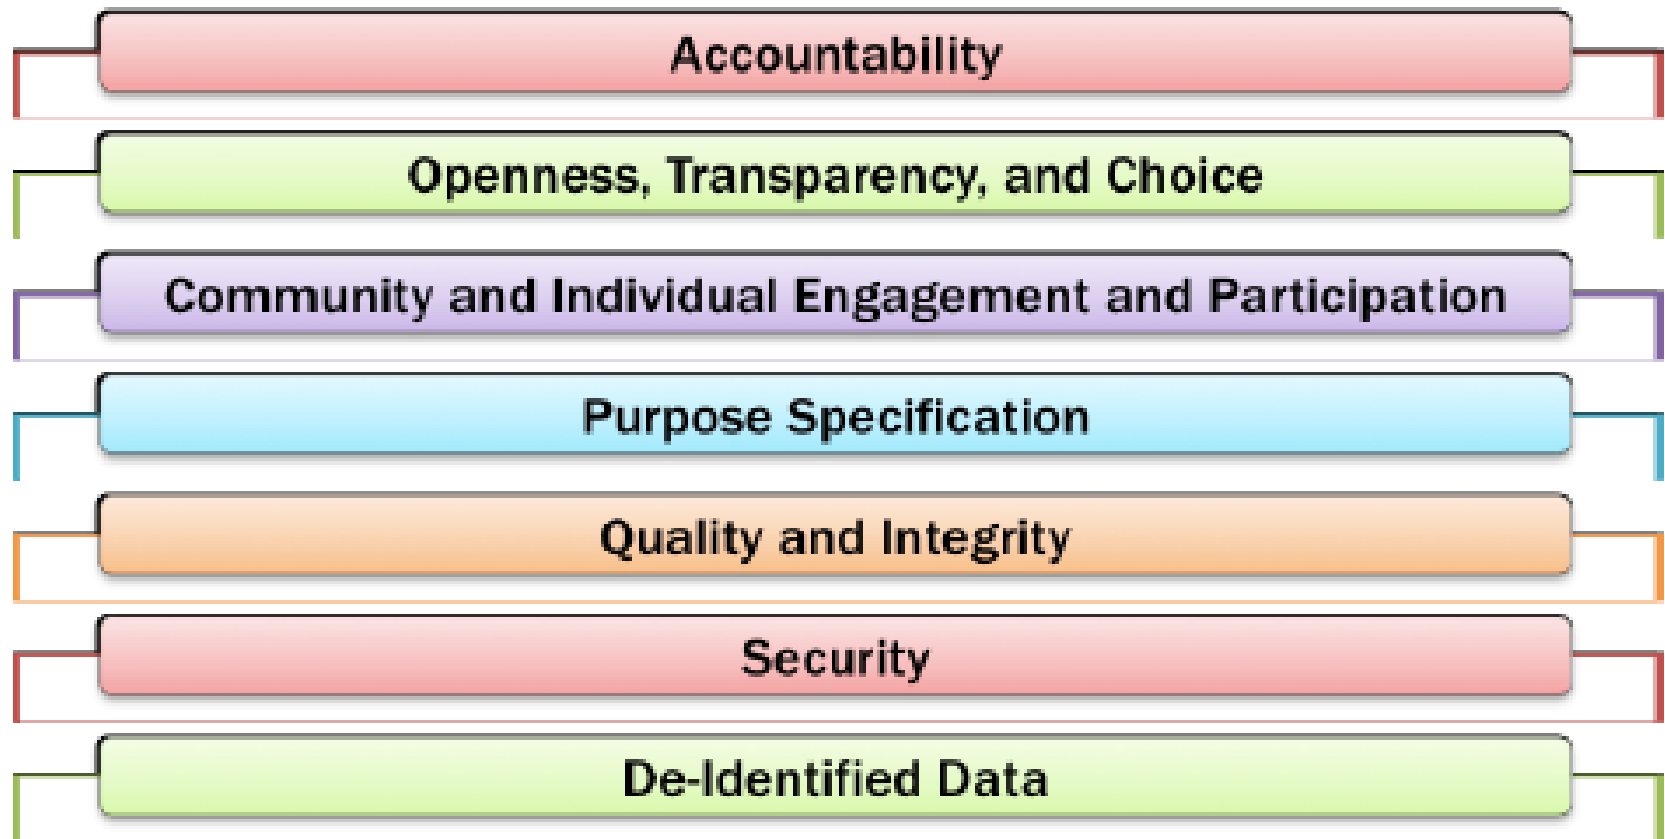 Accountability
Openness, Transparency, and Choice
Community and Individual Engagement and Participation
Purpose Specification
Quality and Integrity
Security
De-Identified Data